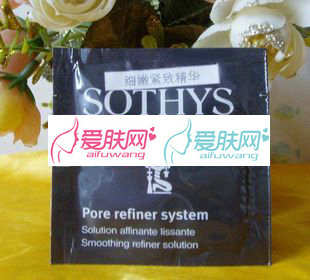 细嫩紧致精华
SOTHYS
爱肤网 爱肤网
aifuwang aifuwang
Pore refiner system
Solution affinante lissante
Smoothing refiner solution